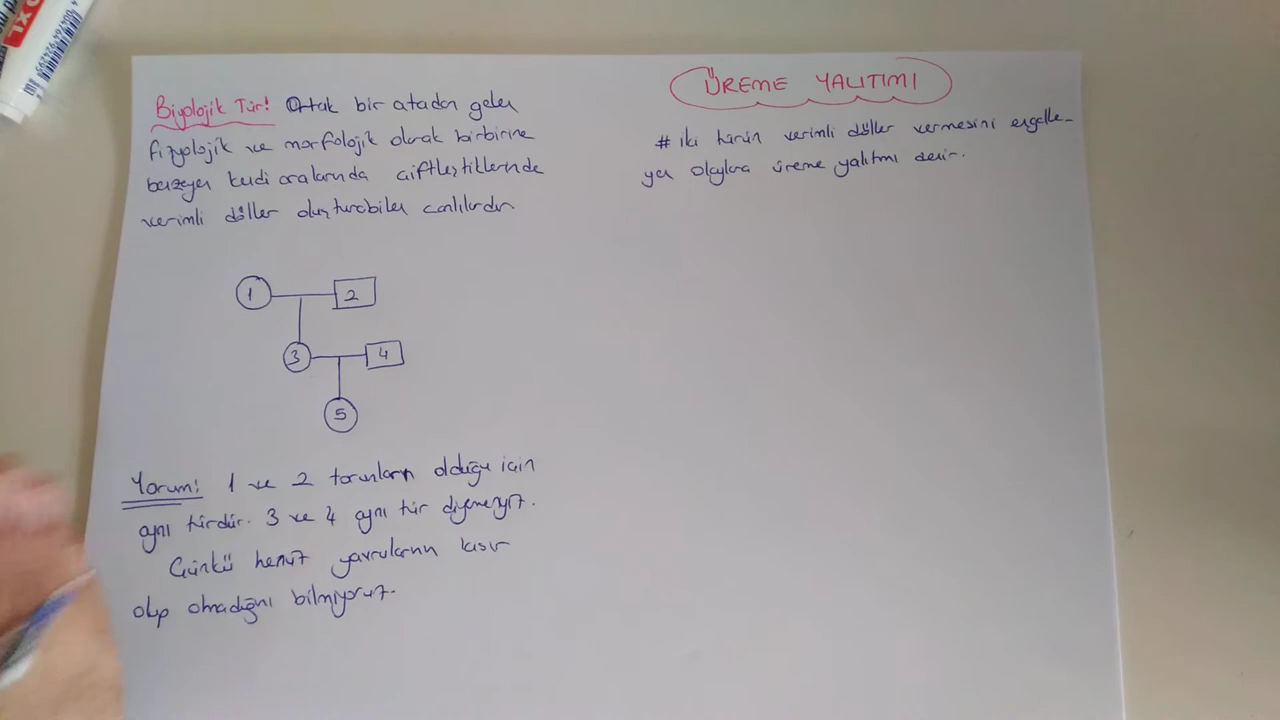 Biyolojik Tür: Ortak bir atadan gelen
fizyolojik ve morfolojik olarak birbirine
benzeyen kendi aralarında çiftleştiklerinde
verimli döller oluşturabilen canlılardır.
1
2
3
4
5
Yorum: 1 ve 2 torunların olduğu için
aynı türdür. 3 ve 4 aynı tür diyemeyiz.
Çünkü henüz yavrularının kısır
olup olmadığını bilmiyoruz.
ÜREME YALITIMI
# iki türün verimli döller vermesini engelle-
yen olaylara üreme yalıtımı denir.
XL